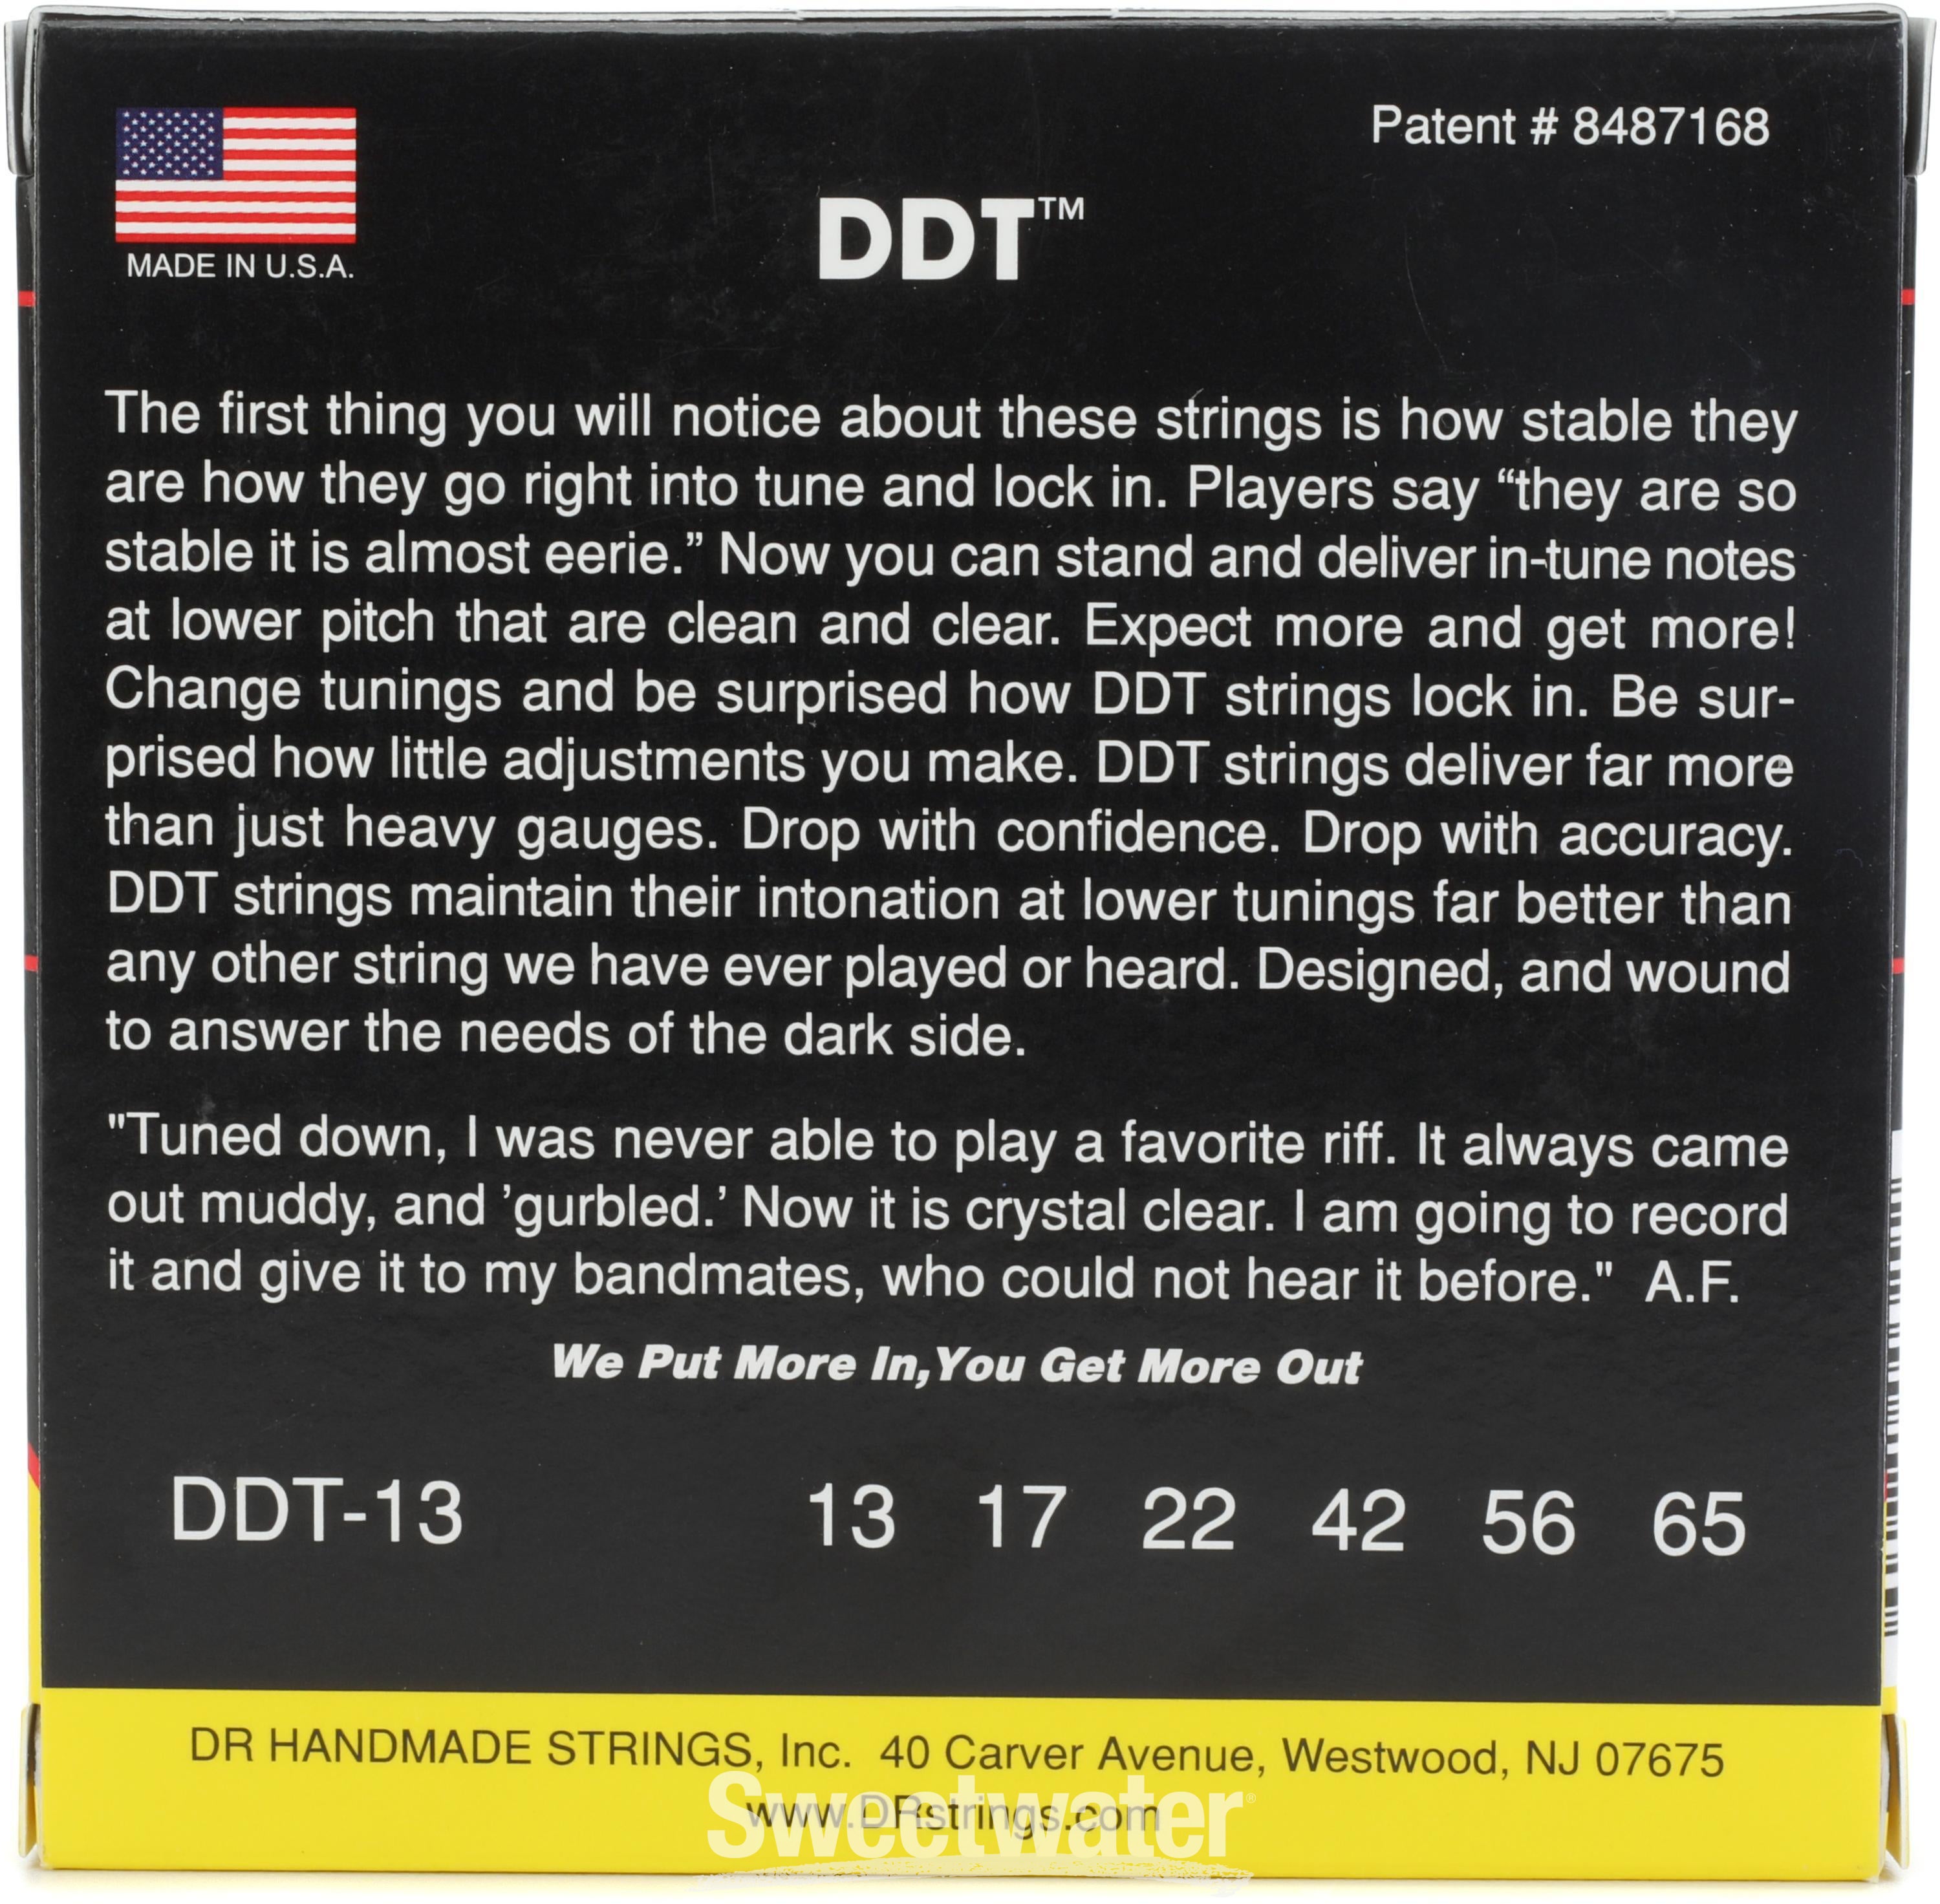 Patent # 8487168
MADE IN U.S.A.
DDT™
The first thing you will notice about these strings is how stable they
are how they go right into tune and lock in. Players say “they are so
stable it is almost eerie.” Now you can stand and deliver in-tune notes
at lower pitch that are clean and clear. Expect more and get more!
Change tunings and be surprised how DDT strings lock in. Be sur-
prised how little adjustments you make. DDT strings deliver far more
than just heavy gauges. Drop with confidence. Drop with accuracy.
DDT strings maintain their intonation at lower tunings far better than
any other string we have ever played or heard. Designed, and wound
to answer the needs of the dark side.
"Tuned down, I was never able to play a favorite riff. It always came
out muddy, and ’gurbled.’ Now it is crystal clear. I am going to record
it and give it to my bandmates, who could not hear it before." A.F.
We Put More In,You Get More Out
DDT-13 13 17 22 42 56 65
DR HANDMADE STRINGS, Inc. 40 Carver Avenue, Westwood, NJ 07675
www.DRstrings.com
Sweetwater®